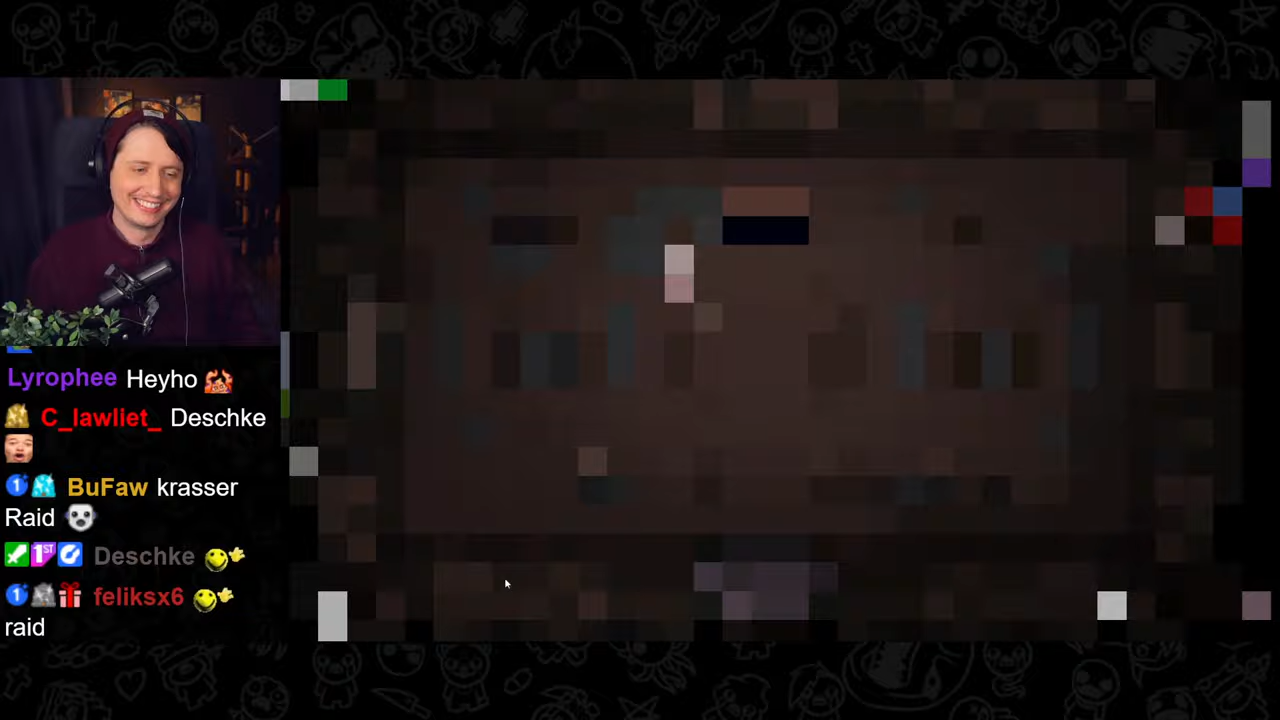 Lyrophee Heyho
C_lawliet_ Deschke
BuFaw krasser
Raid
Deschke
feliksx6
raid